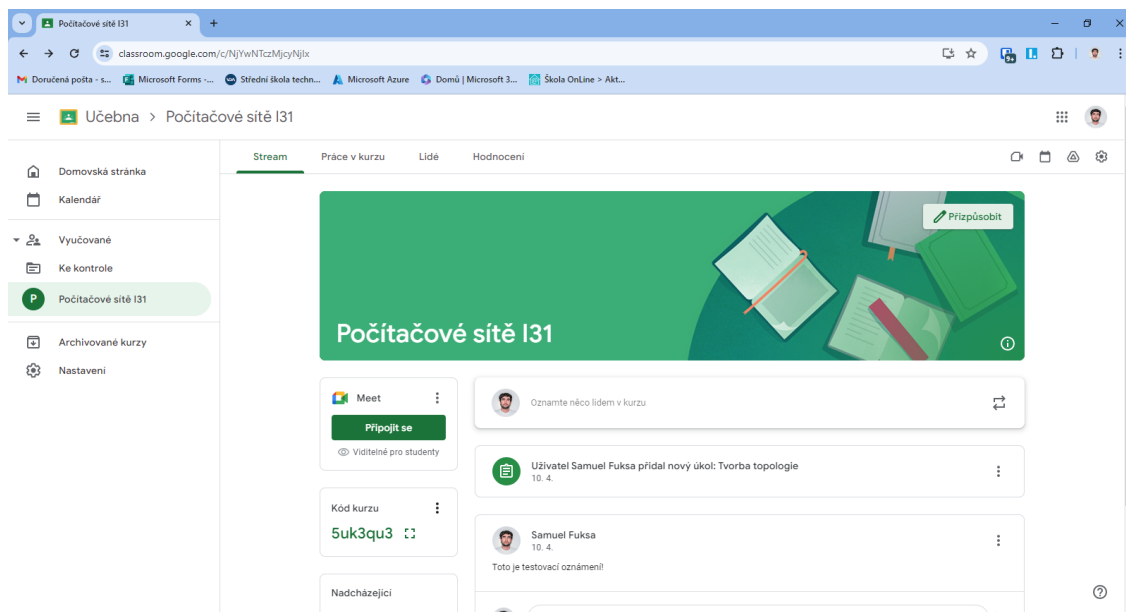 Počítačové sítě I31
classroom.google.com/c/NjYwNTczMjcyNjIx
9+
Doručená pošta - s...
Microsoft Forms -...
Střední škola techn...
Microsoft Azure
Domů | Microsoft 3...
Škola OnLine > Akt...
Učebna > Počítačové sítě I31
Stream
Práce v kurzu
Lidé
Hodnocení
Domovská stránka
Kalendář
Vyučované
Ke kontrole
P Počítačové sítě I31
Archivované kurzy
Nastavení
Přizpůsobit
Počítačové sítě I31
Meet
Připojit se
Viditelné pro studenty
Kód kurzu
5uk3qu3
Nadcházející
Oznamte něco lidem v kurzu
Uživatel Samuel Fuksa přidal nový úkol: Tvorba topologie
10. 4.
Samuel Fuksa
10. 4.
Toto je testovací oznámení!